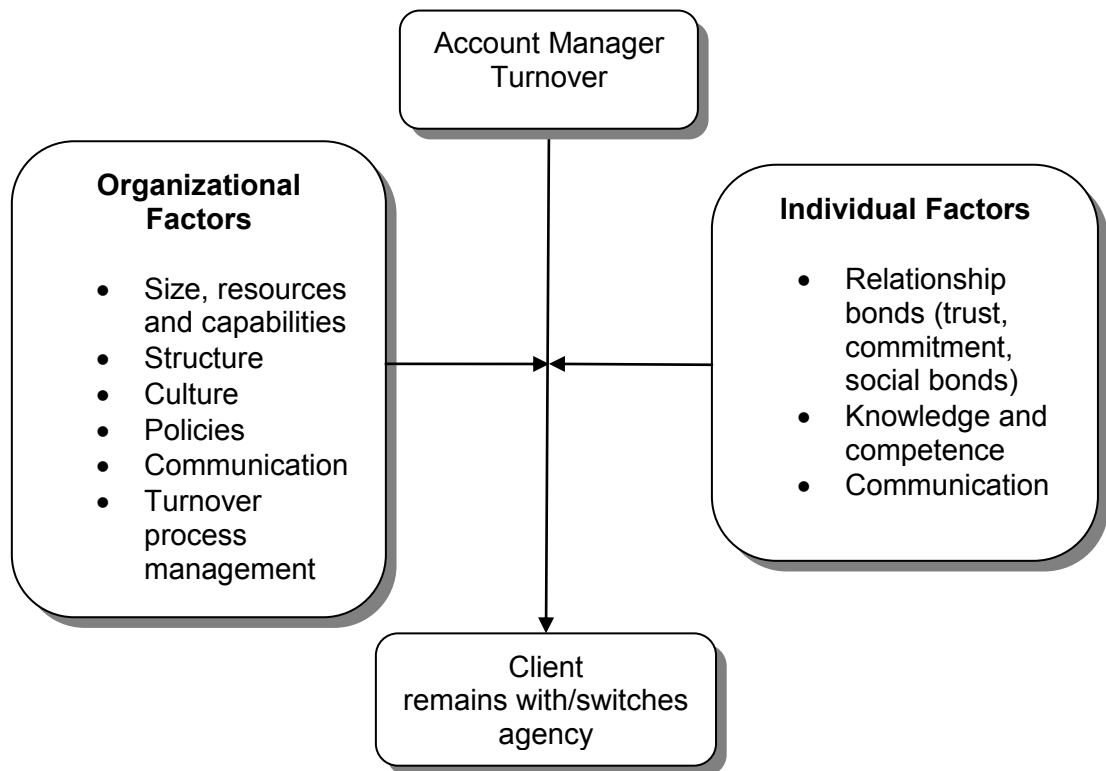 Account Manager
Turnover
Organizational
Factors
• Size, resources
and capabilities
• Structure
• Culture
• Policies
• Communication
• Turnover
process
management
Individual Factors
• Relationship
bonds (trust,
commitment,
social bonds)
• Knowledge and
competence
• Communication
Client
remains with/switches
agency